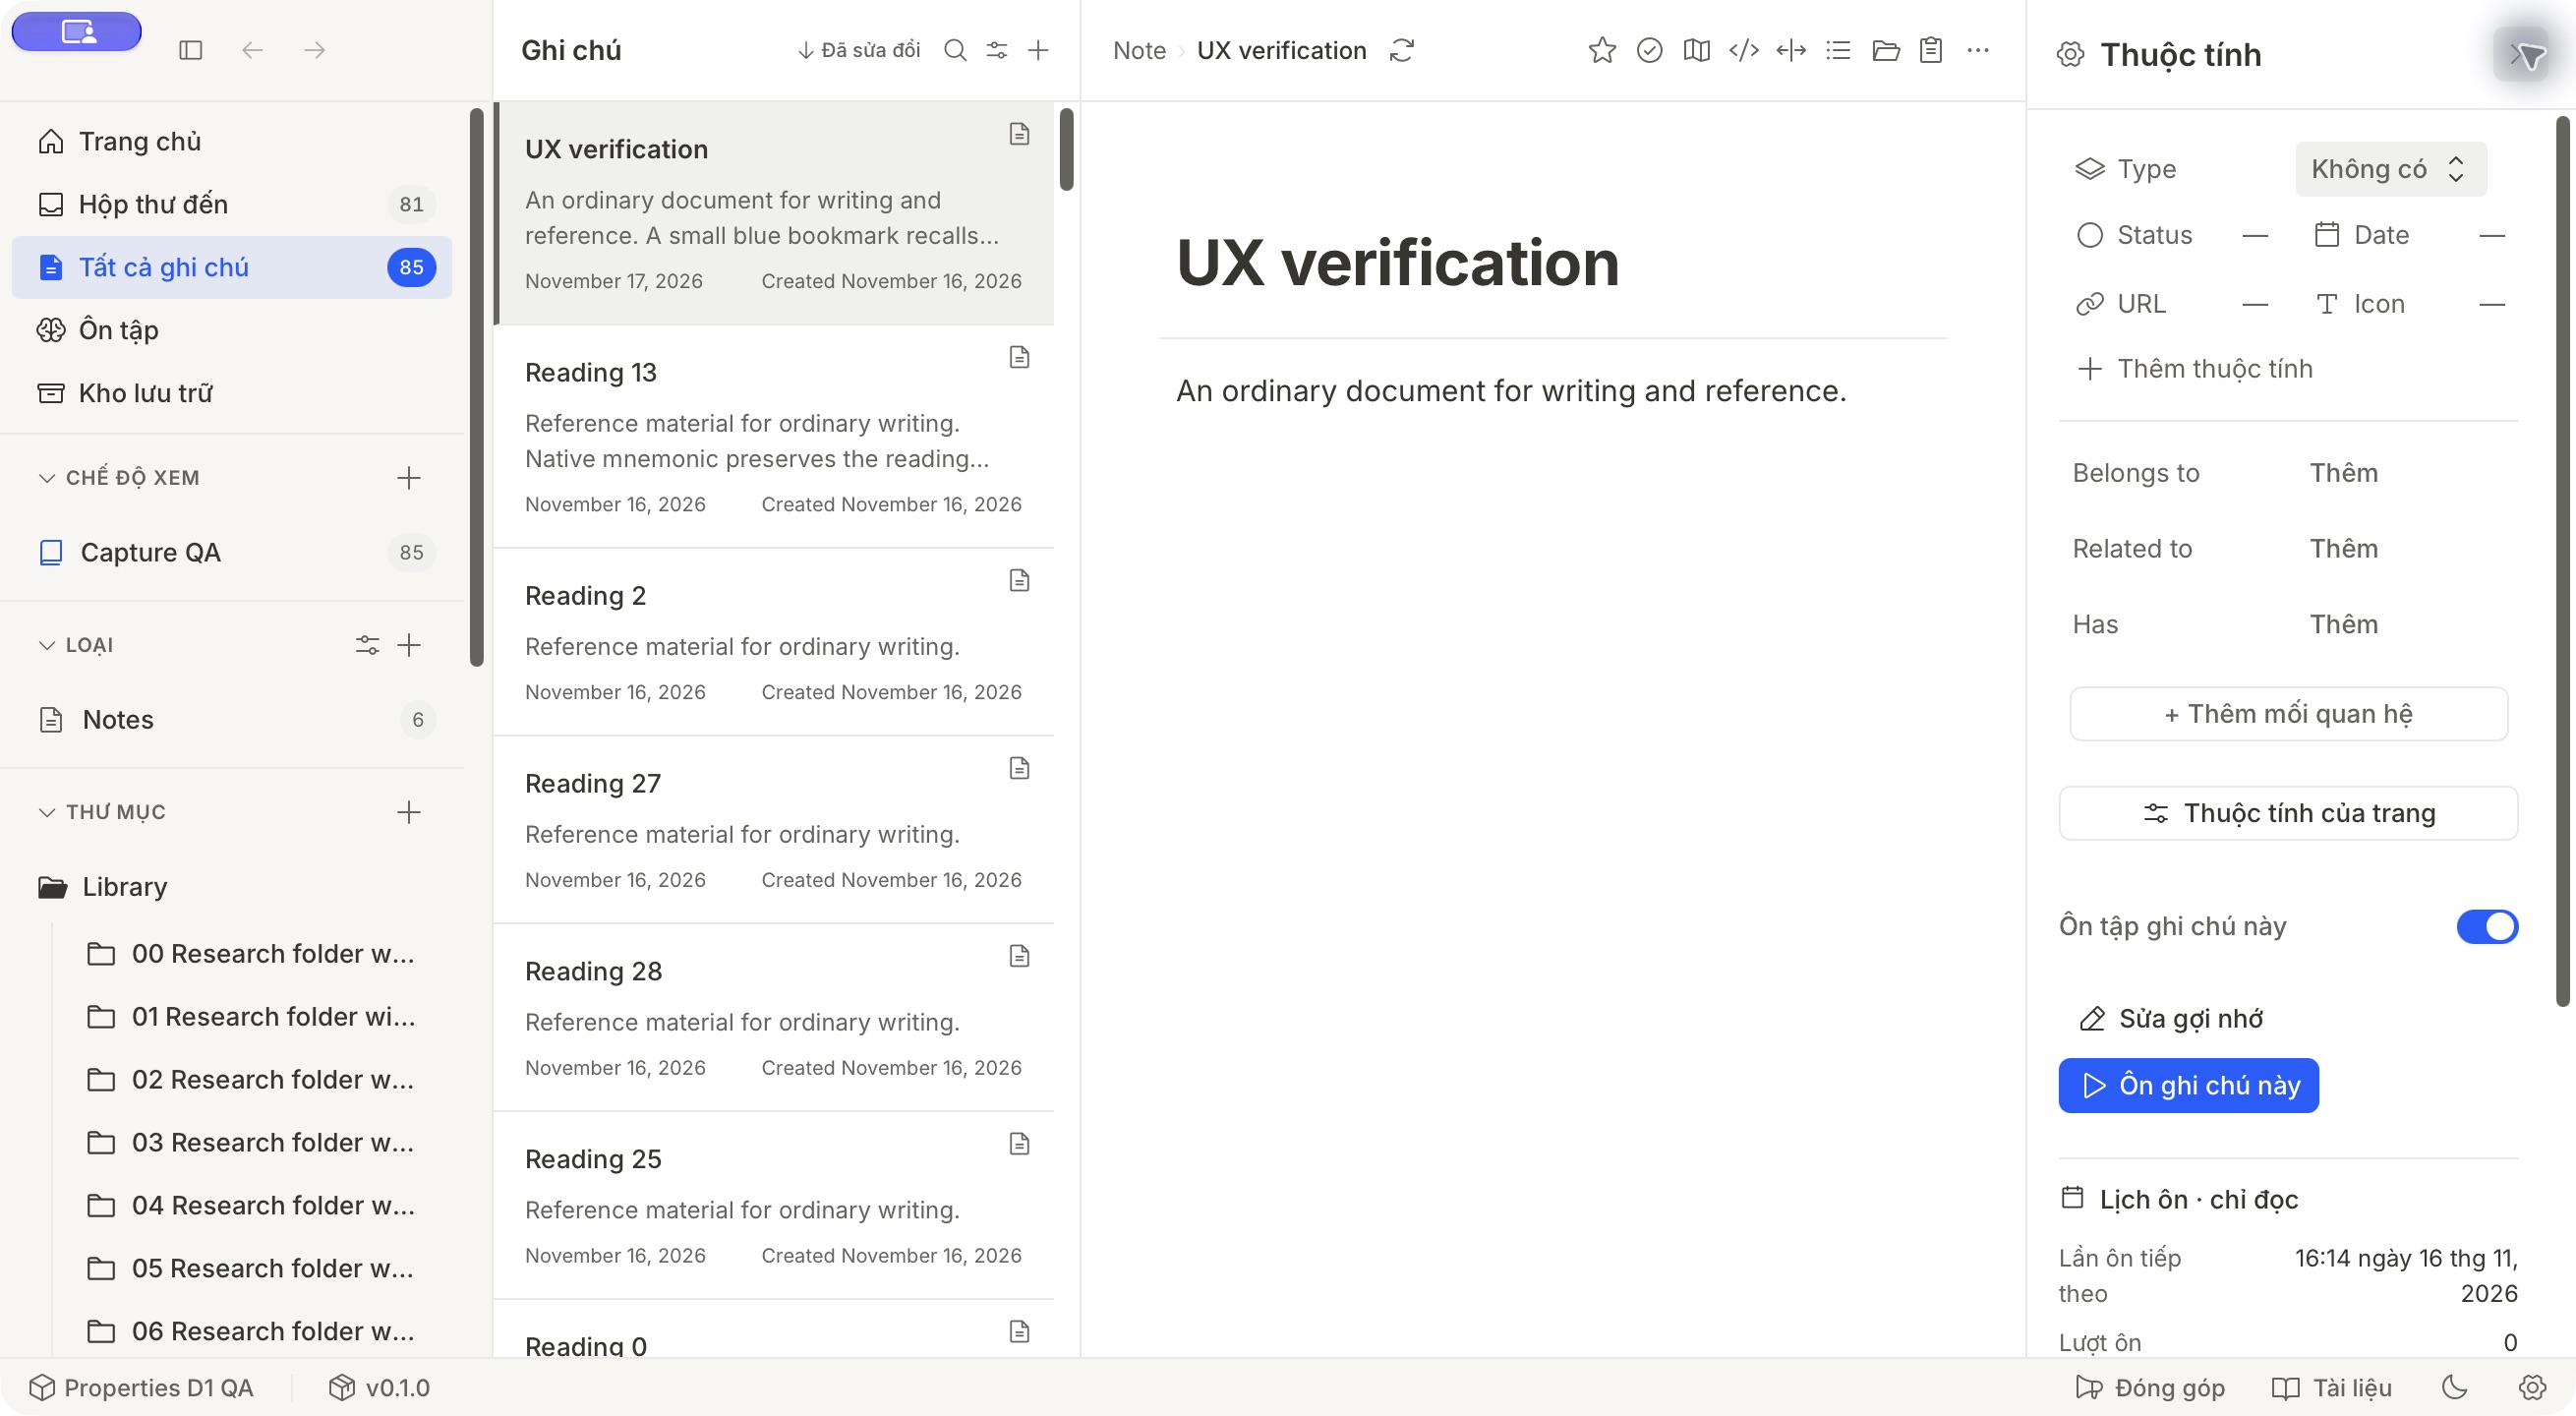 Trang chủ
Hộp thư đến 81
Tất cả ghi chú 85
Ôn tập
Kho lưu trữ
CHẾ ĐỘ XEM
Capture QA 85
LOẠI
Notes 6
THƯ MỤC
Library
00 Research folder w...
01 Research folder wi...
02 Research folder w...
03 Research folder w...
04 Research folder w...
05 Research folder w...
06 Research folder w...
Ghi chú Đã sửa đổi
UX verification
An ordinary document for writing and
reference. A small blue bookmark recalls...
November 17, 2026 Created November 16, 2026
Reading 13
Reference material for ordinary writing.
Native mnemonic preserves the reading...
November 16, 2026 Created November 16, 2026
Reading 2
Reference material for ordinary writing.
November 16, 2026 Created November 16, 2026
Reading 27
Reference material for ordinary writing.
November 16, 2026 Created November 16, 2026
Reading 28
Reference material for ordinary writing.
November 16, 2026 Created November 16, 2026
Reading 25
Reference material for ordinary writing.
November 16, 2026 Created November 16, 2026
Reading 0
Note › UX verification
UX verification
An ordinary document for writing and reference.
Thuộc tính
Type Không có
Status — Date —
URL — Icon —
Thêm thuộc tính
Belongs to Thêm
Related to Thêm
Has Thêm
+ Thêm mối quan hệ
Thuộc tính của trang
Ôn tập ghi chú này
Sửa gợi nhớ
Ôn ghi chú này
Lịch ôn · chỉ đọc
Lần ôn tiếp theo 16:14 ngày 16 thg 11, 2026
Lượt ôn 0
Properties D1 QA v0.1.0 Đóng góp Tài liệu